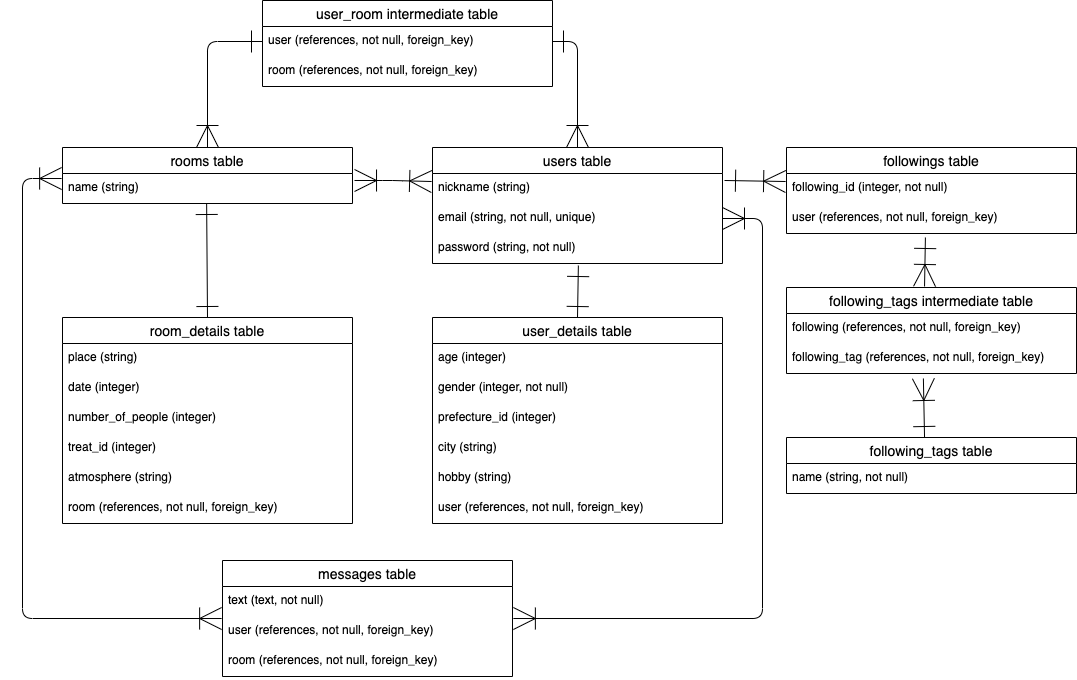 user_room intermediate table
user (references, not null, foreign_key)
room (references, not null, foreign_key)
rooms table
name (string)
users table
nickname (string)
email (string, not null, unique)
password (string, not null)
followings table
following_id (integer, not null)
user (references, not null, foreign_key)
following_tags intermediate table
following (references, not null, foreign_key)
following_tag (references, not null, foreign_key)
following_tags table
name (string, not null)
room_details table
place (string)
date (integer)
number_of_people (integer)
treat_id (integer)
atmosphere (string)
room (references, not null, foreign_key)
user_details table
age (integer)
gender (integer, not null)
prefecture_id (integer)
city (string)
hobby (string)
user (references, not null, foreign_key)
messages table
text (text, not null)
user (references, not null, foreign_key)
room (references, not null, foreign_key)